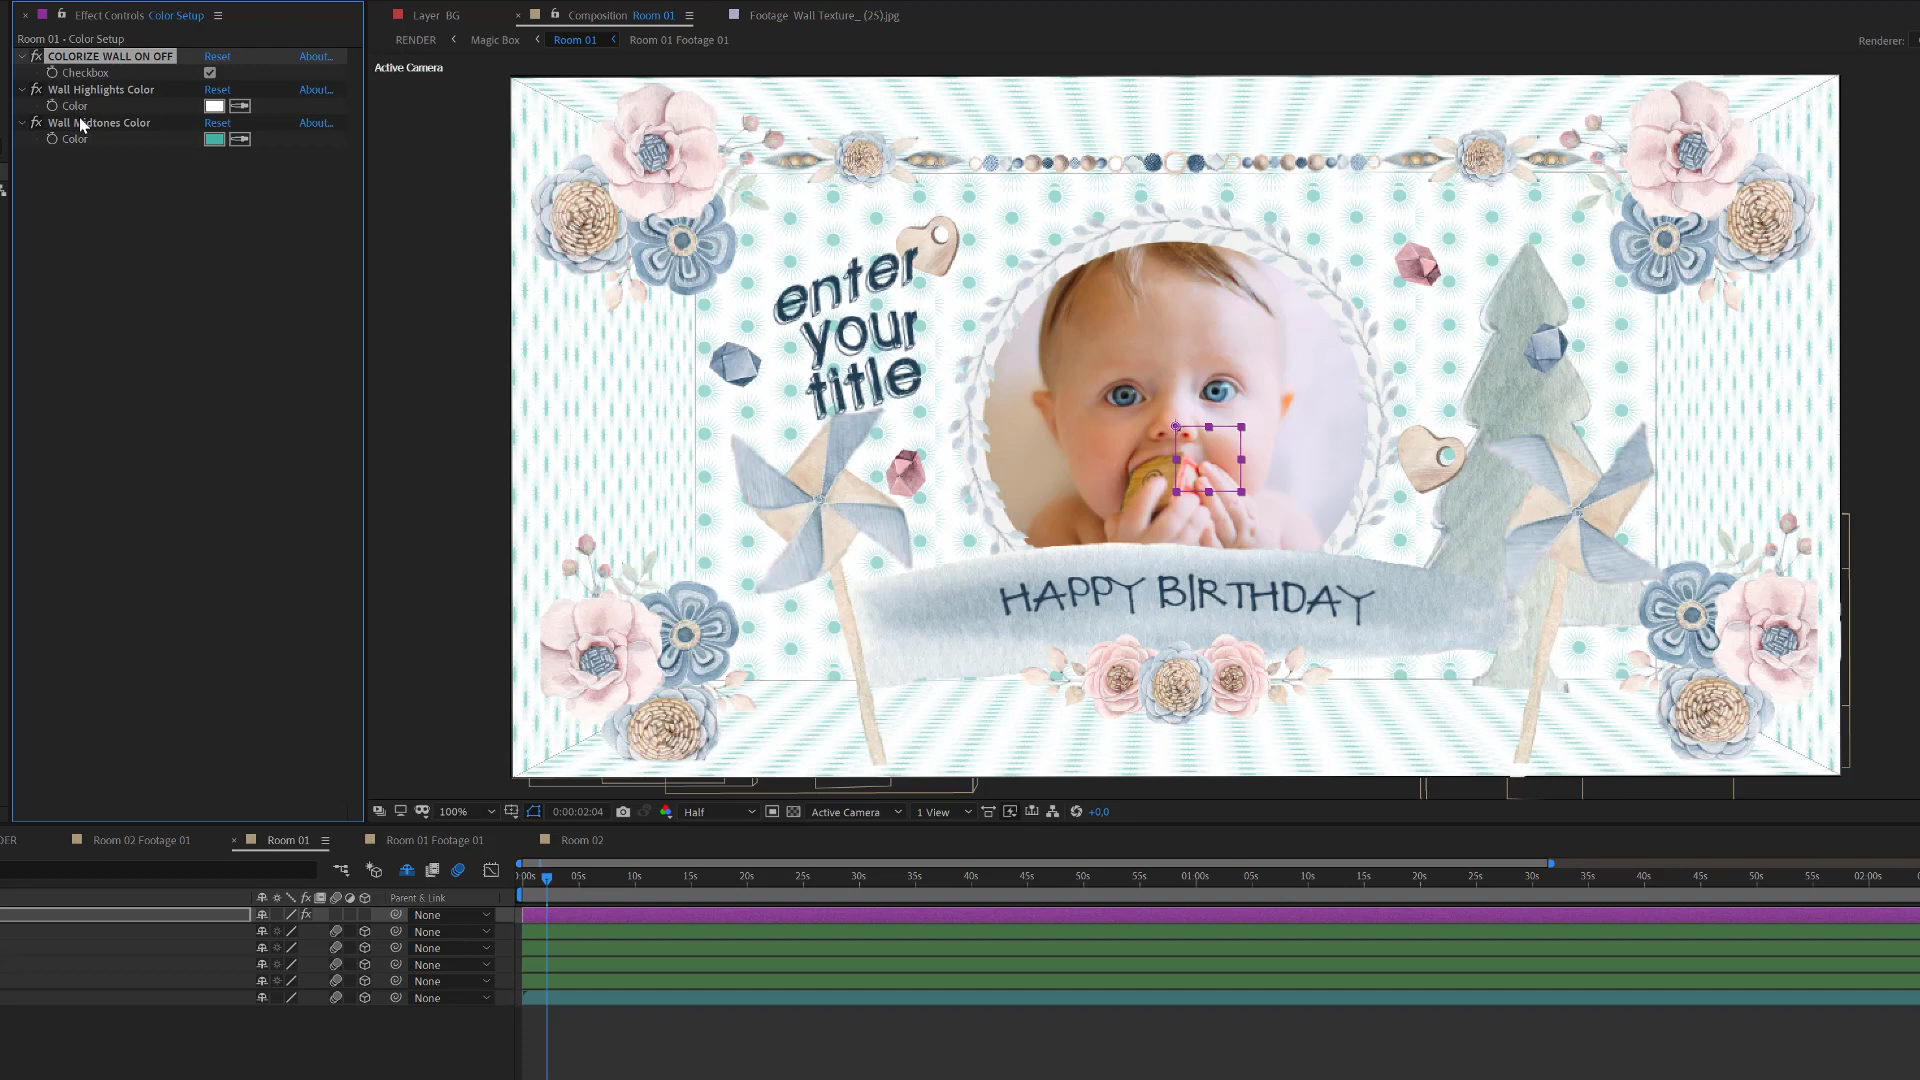 Effect Controls Color Setup
Layer BG
Composition Room 01
Footage Wall Texture_ (25).jpg
Room 01 • Color Setup
RENDER
Magic Box
Room 01
Room 01 Footage 01
Renderer:
COLORIZE WALL ON OFF
Reset
About...
Active Camera
Checkbox
Wall Highlights Color
Reset
About...
Color
Wall Midtones Color
Reset
About...
Color
enter
your
title
HAPPY BIRTHDAY
100%
0:00:02:04
Half
Active Camera
1 View
+0,0
DER
Room 02 Footage 01
Room 01
Room 01 Footage 01
Room 02
0:00s
05s
10s
15s
20s
25s
30s
35s
40s
45s
50s
55s
01:00s
05s
10s
15s
20s
25s
30s
35s
40s
45s
50s
55s
02:00s
Parent & Link
None
None
None
None
None
None